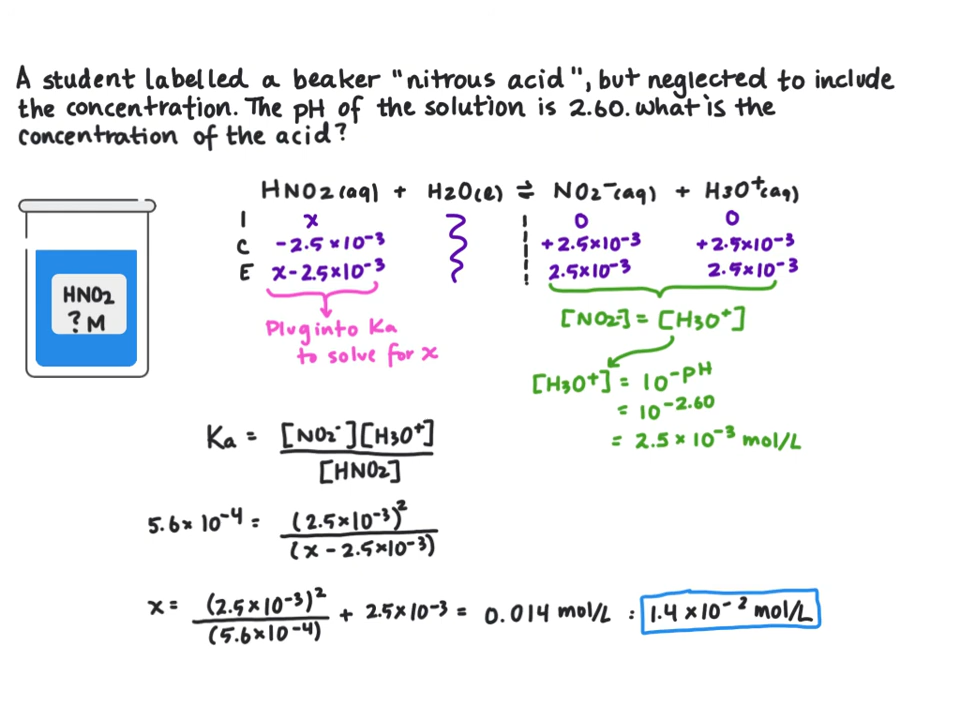 A student labelled a beaker "nitrous acid", but neglected to include
the concentration. The pH of the solution is 2.60. What is the
concentration of the acid?
HNO2(aq) + H2O(l) ⇌ NO2⁻(aq) + H3O⁺(aq)
I x 0 0
C -2.5×10⁻³ +2.5×10⁻³ +2.5×10⁻³
E x-2.5×10⁻³ 2.5×10⁻³ 2.5×10⁻³
HNO2
? M
Plug into Ka
to solve for x
[NO2⁻] = [H3O⁺]
[H3O⁺] = 10^-pH
= 10^-2.60
= 2.5 × 10⁻³ mol/L
Ka = [NO2⁻][H3O⁺] / [HNO2]
5.6 × 10⁻⁴ = (2.5×10⁻³)² / (x - 2.5×10⁻³)
x = (2.5×10⁻³)² / (5.6×10⁻⁴) + 2.5×10⁻³ = 0.014 mol/L : 1.4 × 10⁻² mol/L